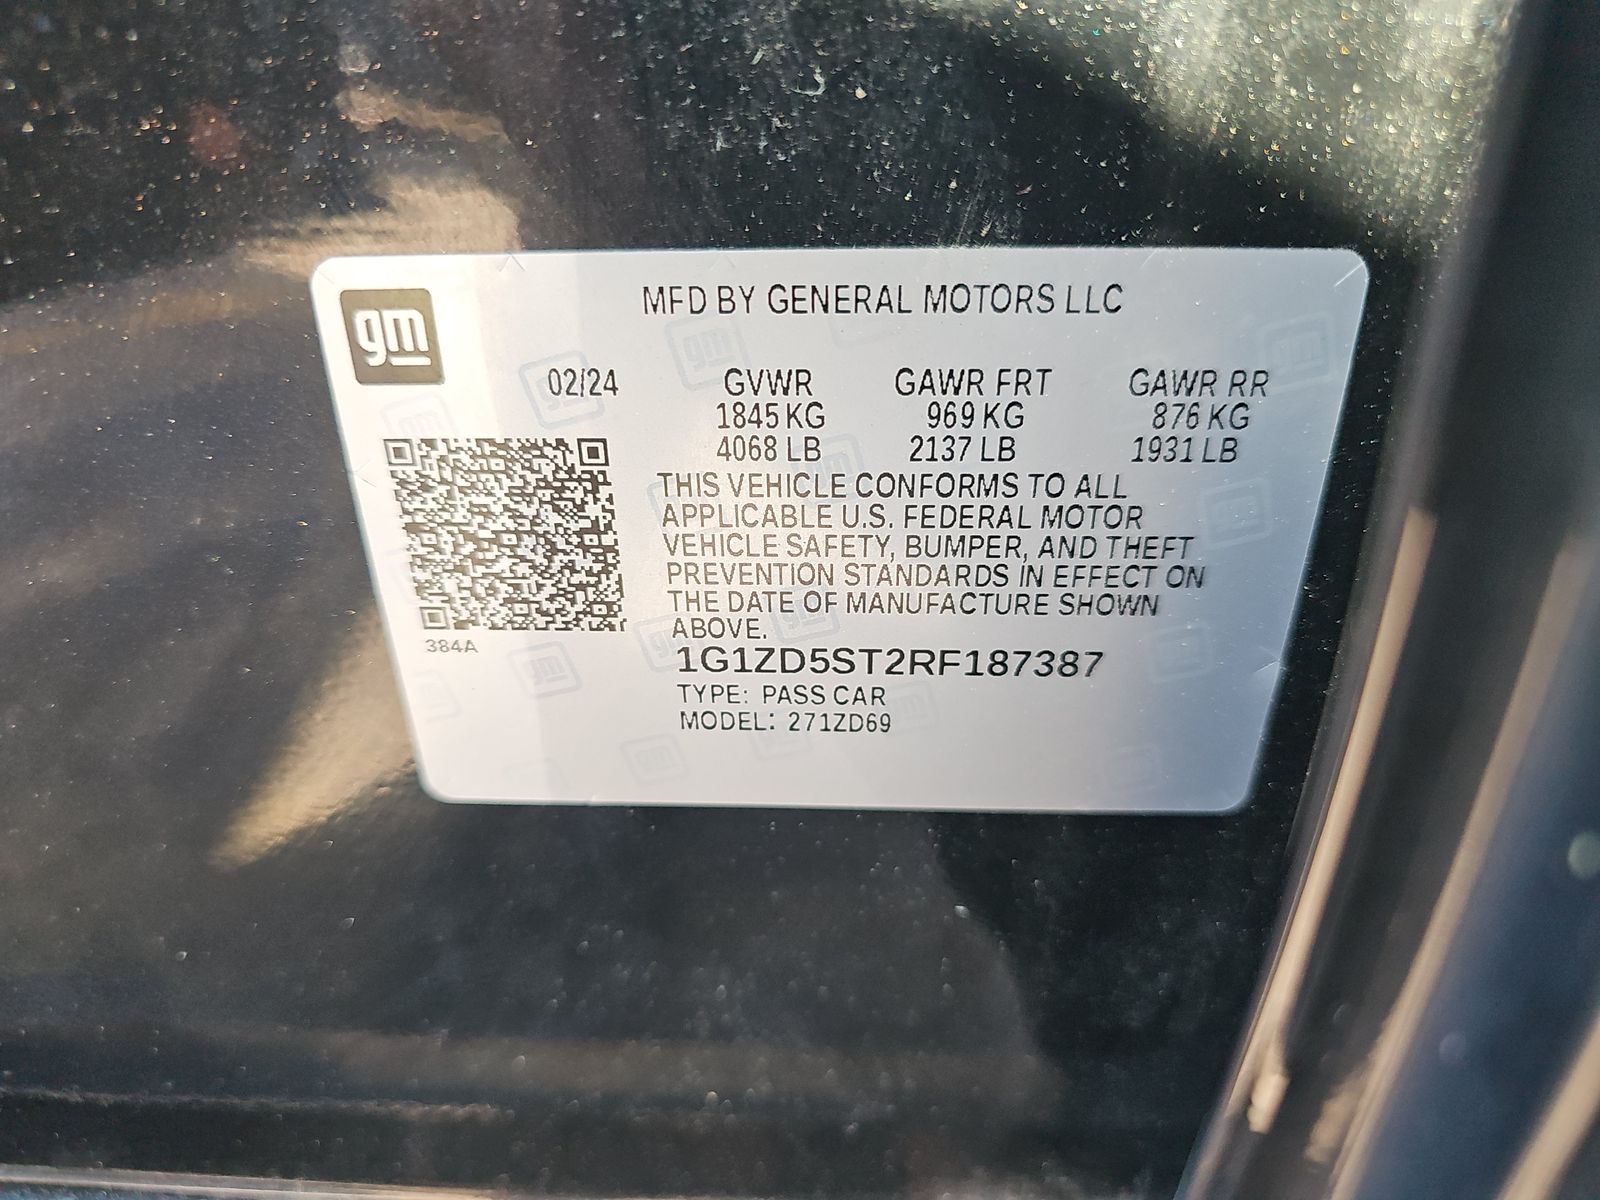 gm
MFD BY GENERAL MOTORS LLC
02/24 GVWR GAWR FRT GAWR RR
1845 KG 969 KG 876 KG
4068 LB 2137 LB 1931 LB
THIS VEHICLE CONFORMS TO ALL
APPLICABLE U.S. FEDERAL MOTOR
VEHICLE SAFETY, BUMPER, AND THEFT
PREVENTION STANDARDS IN EFFECT ON
THE DATE OF MANUFACTURE SHOWN
ABOVE.
384A
1G1ZD5ST2RF187387
TYPE: PASS CAR
MODEL: 271ZD69